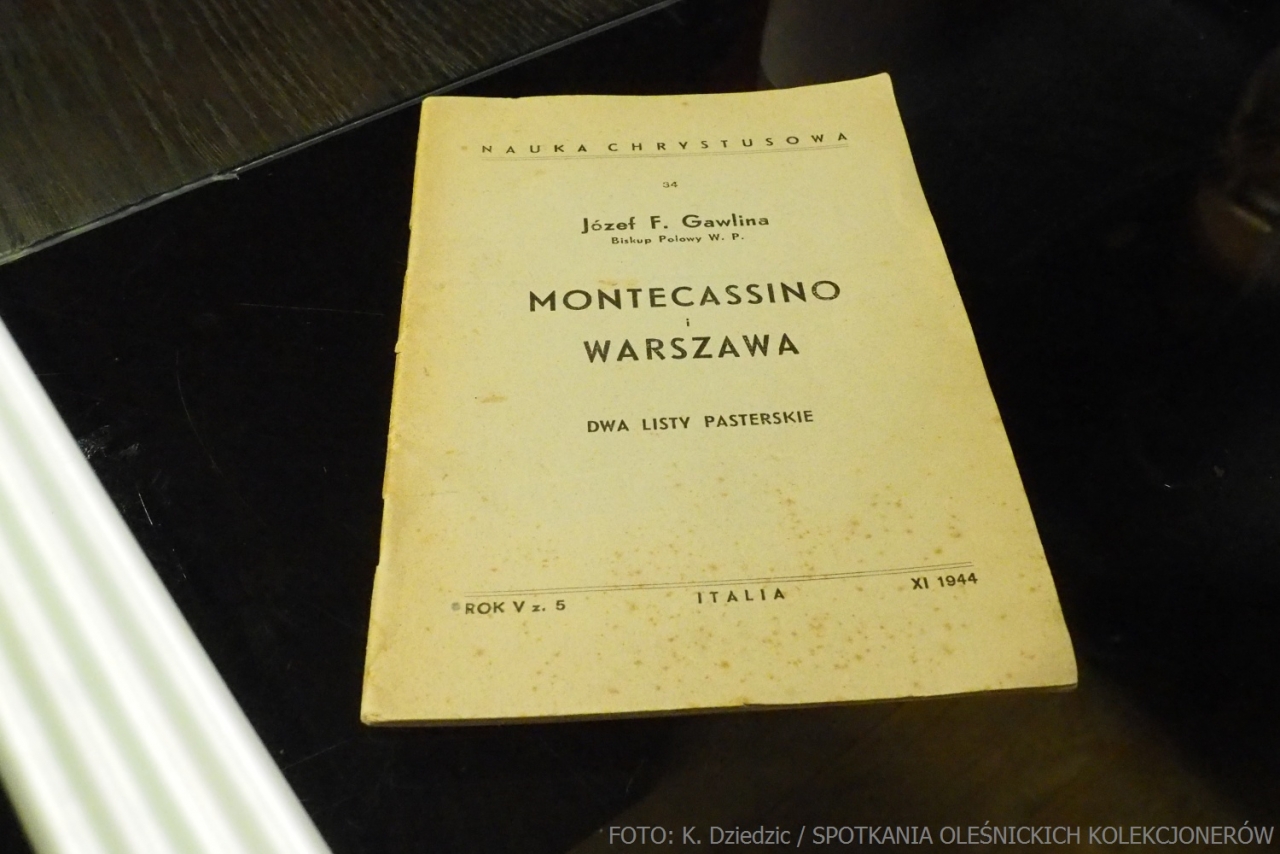 NAUKA CHRYSTUSOWA
34
Józef F. Gawlina
Biskup Polowy W. P.
MONTECASSINO
i
WARSZAWA
DWA LISTY PASTERSKIE
ROK V z. 5 ITALIA XI 1944
FOTO: K. Dziedzic / SPOTKANIA OLEŚNICKICH KOLEKCJONERÓW